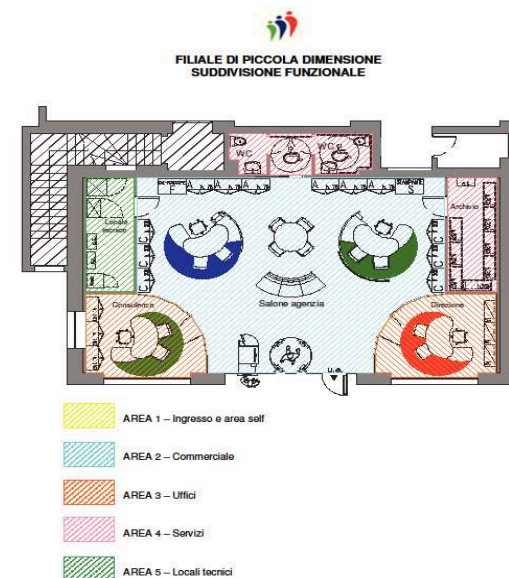 FILIALE DI PICCOLA DIMENSIONE
SUDDIVISIONE FUNZIONALE
WC
WC
F
A
A
A
A
A
A
STAMPANTE
S
Locale
tecnico
Archivio
C
C
C
C
C
C
Consulenza
Salone agenzia
Direzione
u.e.
AREA 1 – Ingresso e area self
AREA 2 – Commerciale
AREA 3 – Uffici
AREA 4 – Servizi
AREA 5 – Locali tecnici